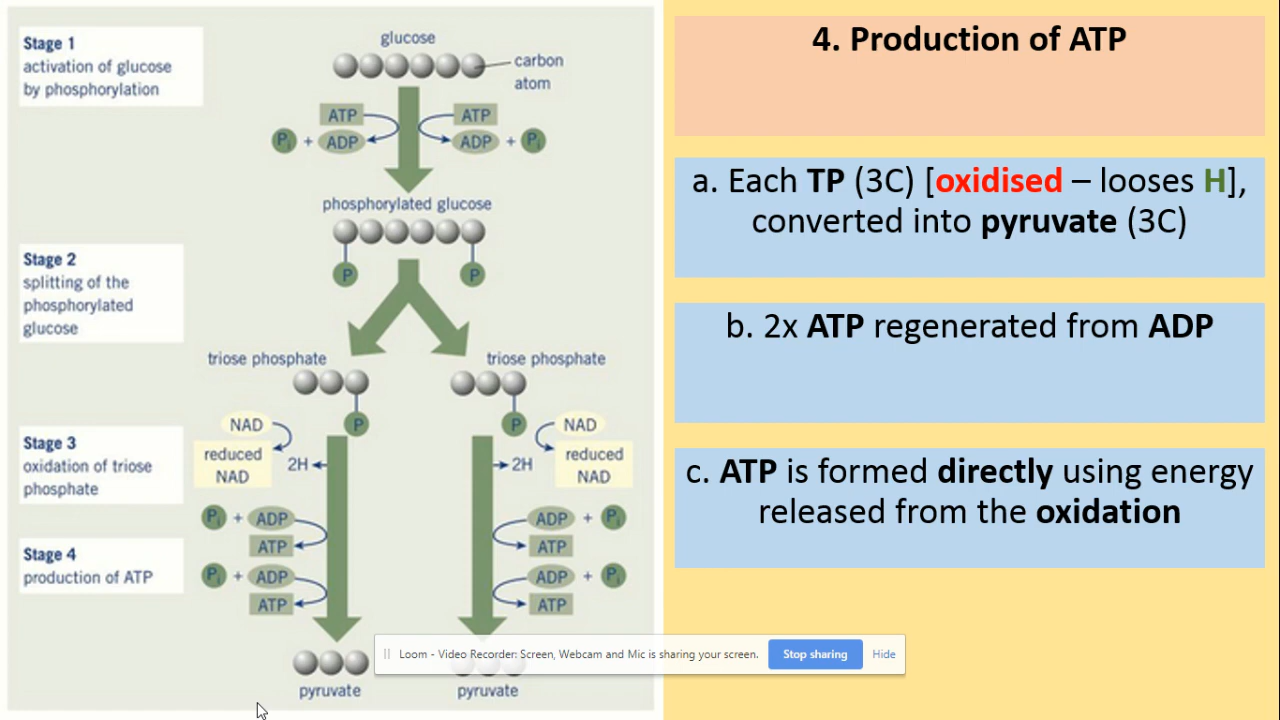 Stage 1
activation of glucose
by phosphorylation
glucose
carbon
atom
ATP
ATP
Pi + ADP
ADP + Pi
phosphorylated glucose
P
P
Stage 2
splitting of the
phosphorylated
glucose
triose phosphate
triose phosphate
P
P
Stage 3
oxidation of triose
phosphate
NAD
reduced
NAD
2H
2H
NAD
reduced
NAD
Pi + ADP
ATP
ADP + Pi
ATP
Stage 4
production of ATP
Pi + ADP
ATP
ADP + Pi
ATP
pyruvate
pyruvate
4. Production of ATP
a. Each TP (3C) [oxidised – looses H],
converted into pyruvate (3C)
b. 2x ATP regenerated from ADP
c. ATP is formed directly using energy
released from the oxidation
Loom - Video Recorder: Screen, Webcam and Mic is sharing your screen.
Stop sharing
Hide